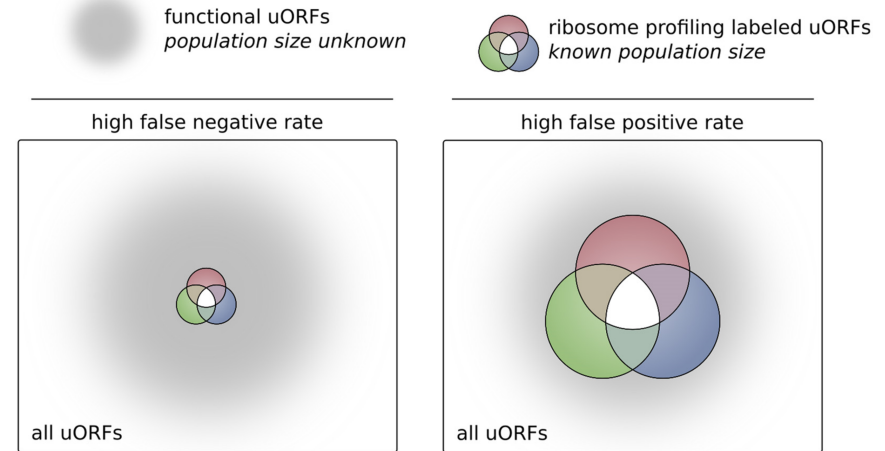 functional uORFs
population size unknown
ribosome profiling labeled uORFs
known population size
high false negative rate
high false positive rate
all uORFs
all uORFs